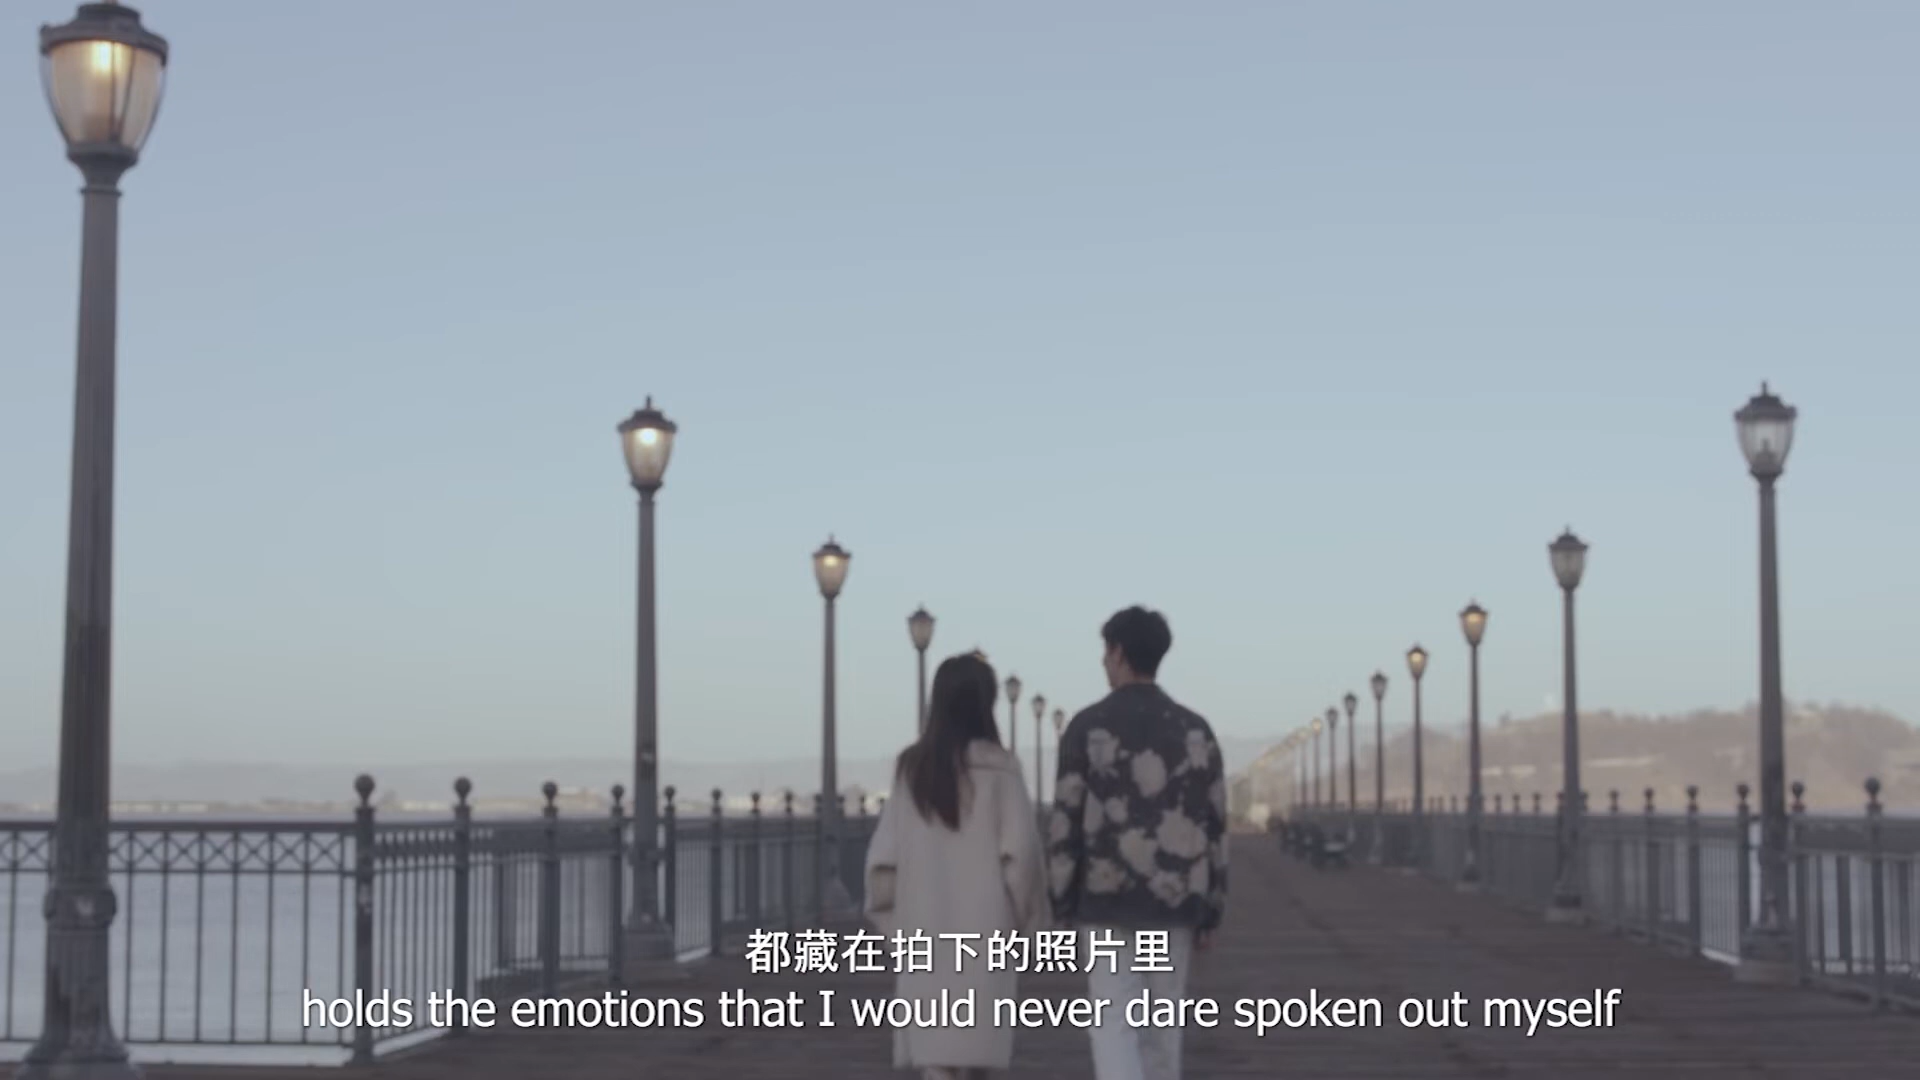 都藏在拍下的照片里
holds the emotions that I would never dare spoken out myself